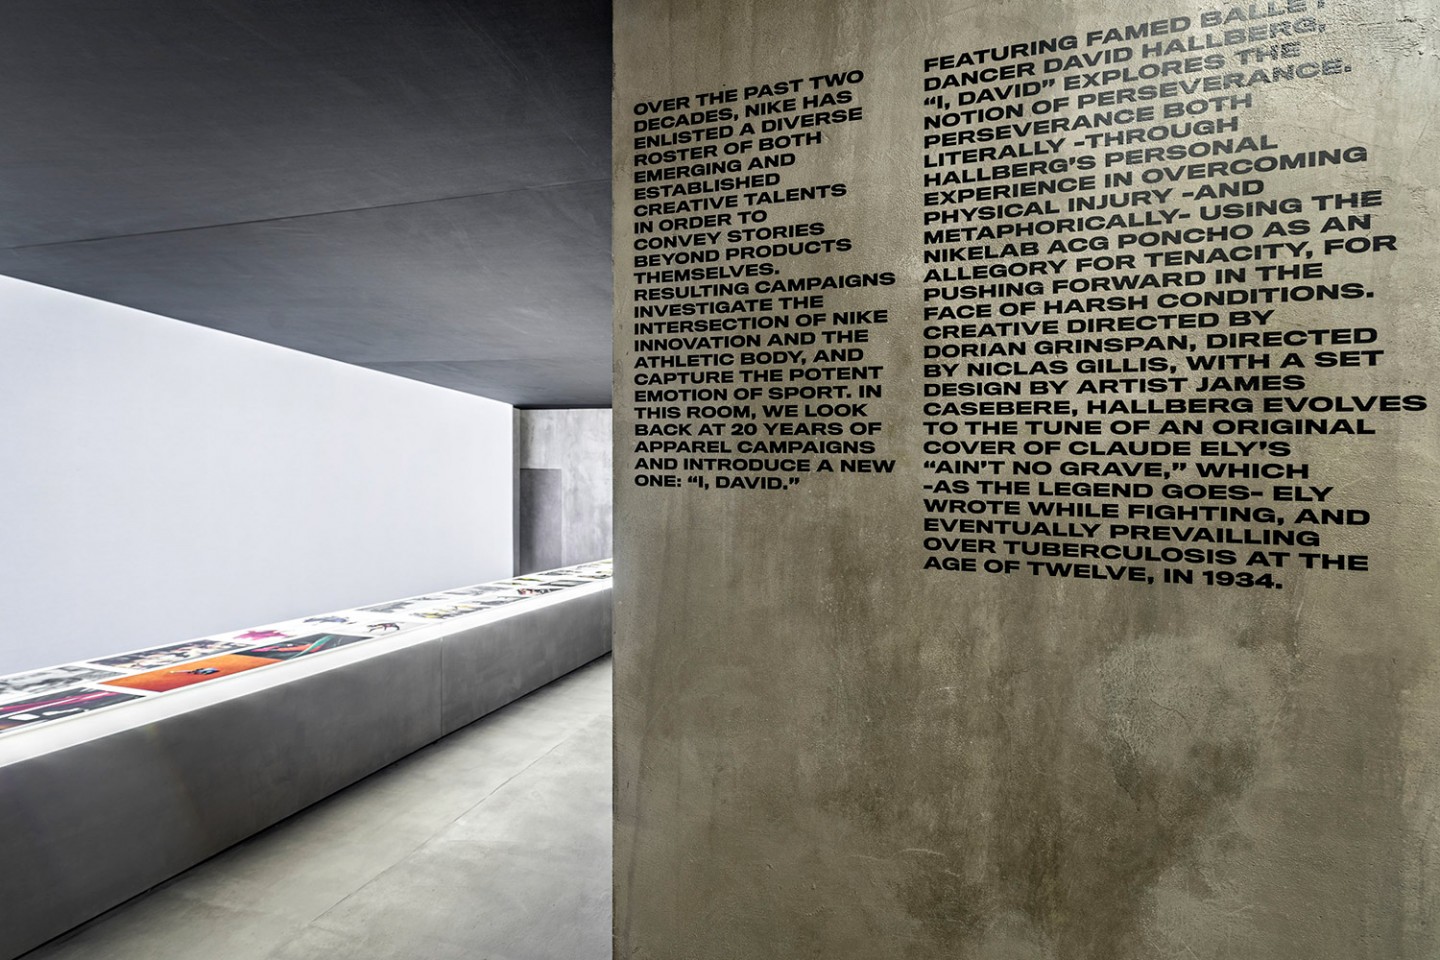 OVER THE PAST TWO
DECADES, NIKE HAS
ENLISTED A DIVERSE
ROSTER OF BOTH
EMERGING AND
ESTABLISHED
CREATIVE TALENTS
IN ORDER TO
CONVEY STORIES
BEYOND PRODUCTS
THEMSELVES.
RESULTING CAMPAIGNS
INVESTIGATE THE
INTERSECTION OF NIKE
INNOVATION AND THE
ATHLETIC BODY, AND
CAPTURE THE POTENT
EMOTION OF SPORT. IN
THIS ROOM, WE LOOK
BACK AT 20 YEARS OF
APPAREL CAMPAIGNS
AND INTRODUCE A NEW
ONE: “I, DAVID.”
FEATURING FAMED BALLET
DANCER DAVID HALLBERG,
“I, DAVID” EXPLORES THE
NOTION OF PERSEVERANCE.
PERSEVERANCE BOTH
LITERALLY -THROUGH
HALLBERG’S PERSONAL
EXPERIENCE IN OVERCOMING
PHYSICAL INJURY -AND
METAPHORICALLY- USING THE
NIKELAB ACG PONCHO AS AN
ALLEGORY FOR TENACITY, FOR
PUSHING FORWARD IN THE
FACE OF HARSH CONDITIONS.
CREATIVE DIRECTED BY
DORIAN GRINSPAN, DIRECTED
BY NICLAS GILLIS, WITH A SET
DESIGN BY ARTIST JAMES
CASEBERE, HALLBERG EVOLVES
TO THE TUNE OF AN ORIGINAL
COVER OF CLAUDE ELY’S
“AIN’T NO GRAVE,” WHICH
-AS THE LEGEND GOES- ELY
WROTE WHILE FIGHTING, AND
EVENTUALLY PREVAILLING
OVER TUBERCULOSIS AT THE
AGE OF TWELVE, IN 1934.